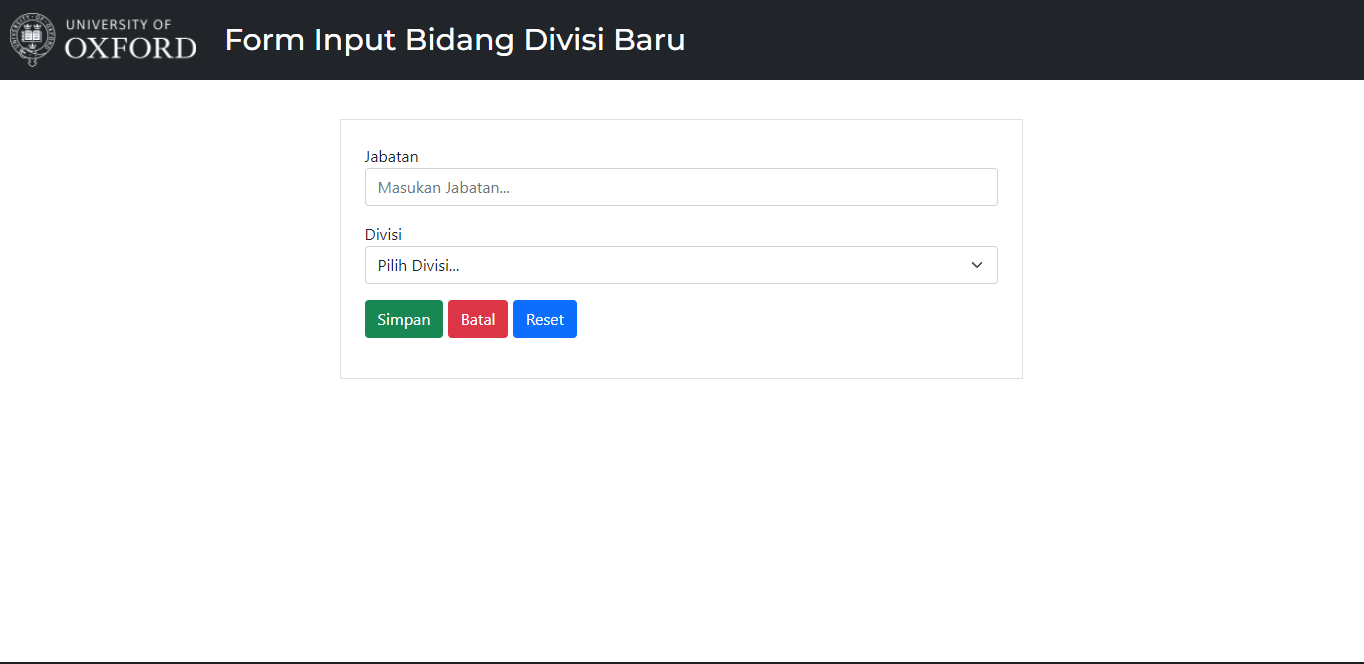 UNIVERSITY OF
OXFORD
Form Input Bidang Divisi Baru
Jabatan
Masukan Jabatan...
Divisi
Pilih Divisi...
Simpan Batal Reset